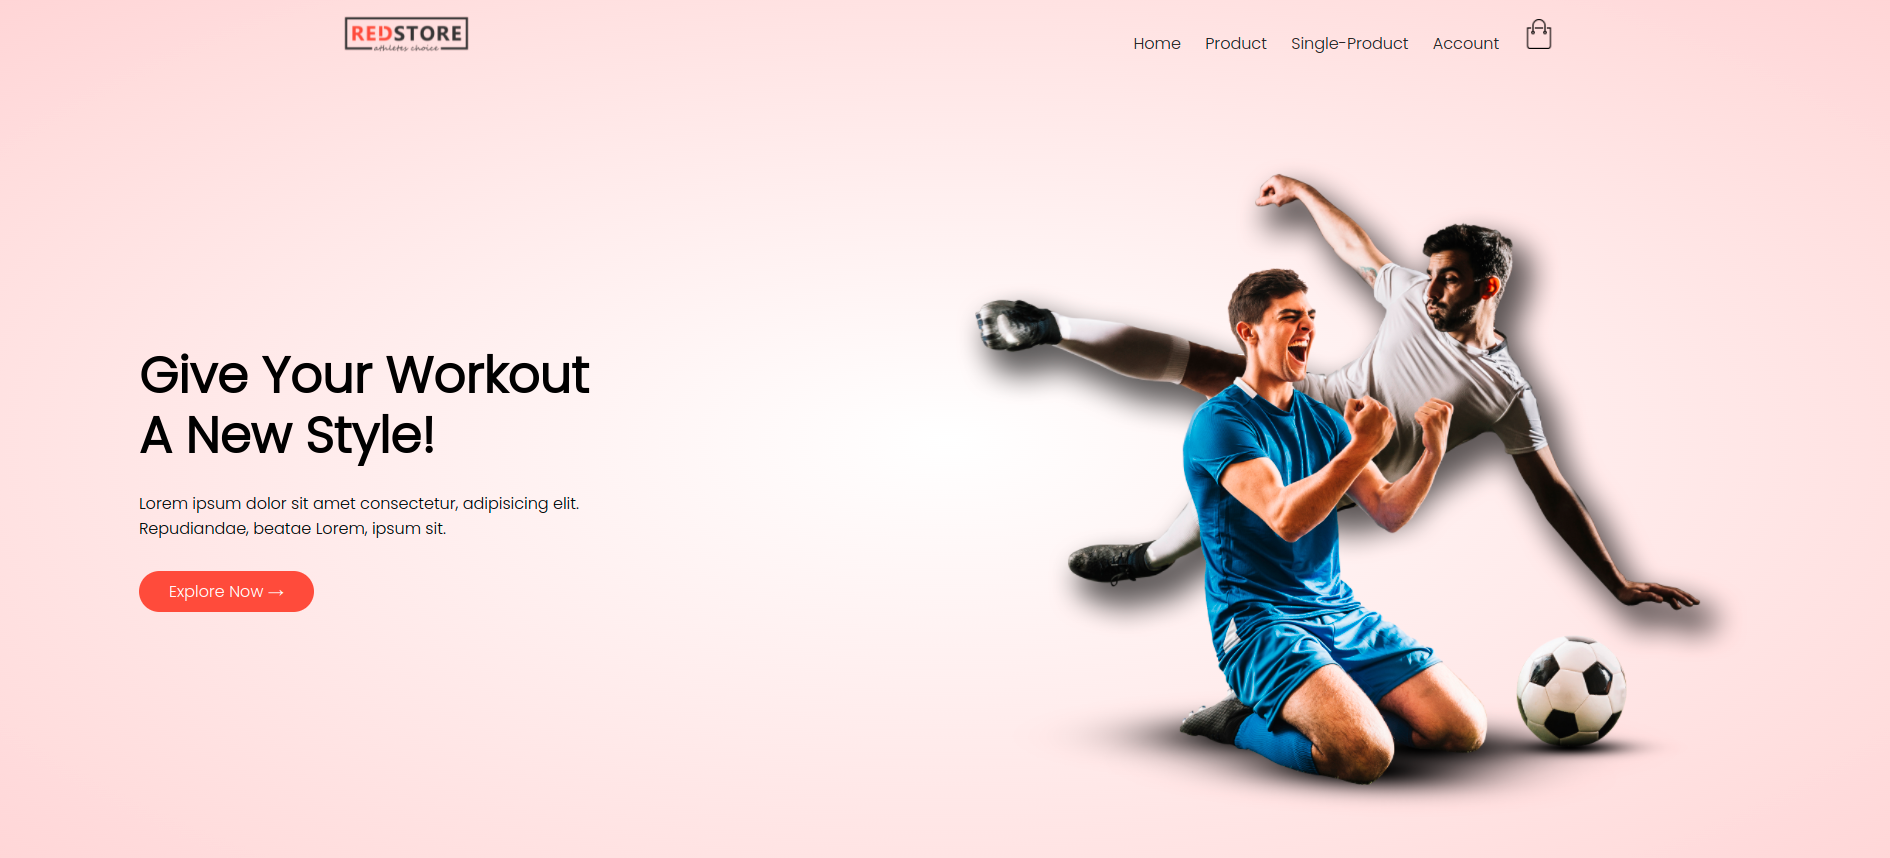 REDSTORE
athletes choice
Home Product Single-Product Account
Give Your Workout
A New Style!
Lorem ipsum dolor sit amet consectetur, adipisicing elit.
Repudiandae, beatae Lorem, ipsum sit.
Explore Now →